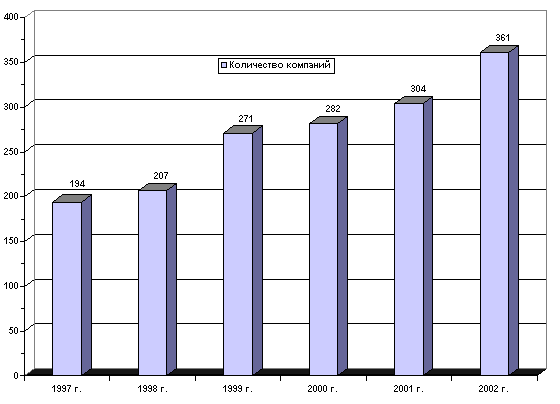 400
350
300
250
200
150
100
50
0
Количество компаний
194
207
271
282
304
361
1997 г.
1998 г.
1999 г.
2000 г.
2001 г.
2002 г.